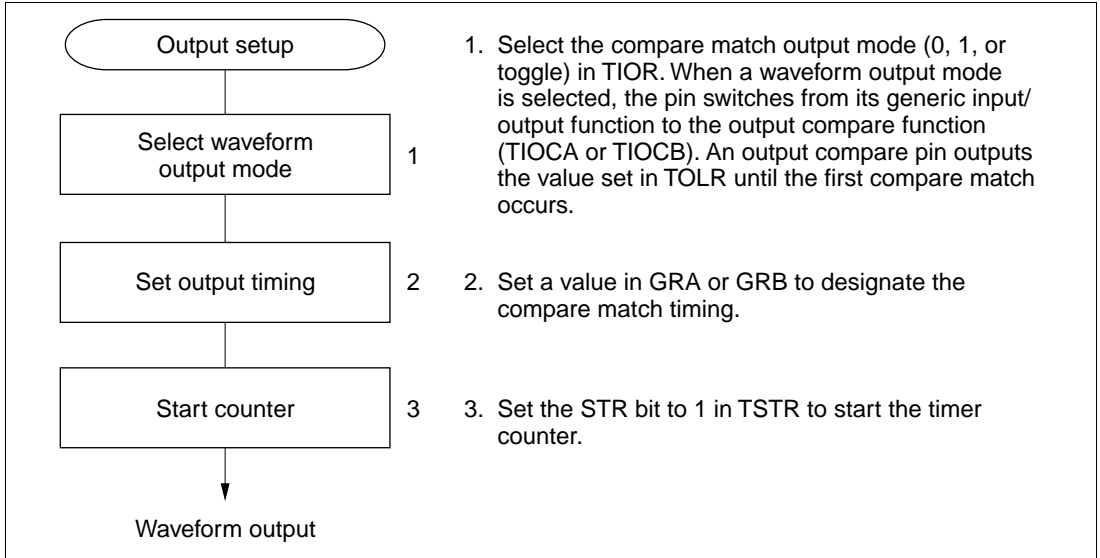 Output setup
Select waveform
output mode
1
1. Select the compare match output mode (0, 1, or
toggle) in TIOR. When a waveform output mode
is selected, the pin switches from its generic input/
output function to the output compare function
(TIOCA or TIOCB). An output compare pin outputs
the value set in TOLR until the first compare match
occurs.
Set output timing
2
2. Set a value in GRA or GRB to designate the
compare match timing.
Start counter
3
3. Set the STR bit to 1 in TSTR to start the timer
counter.
Waveform output